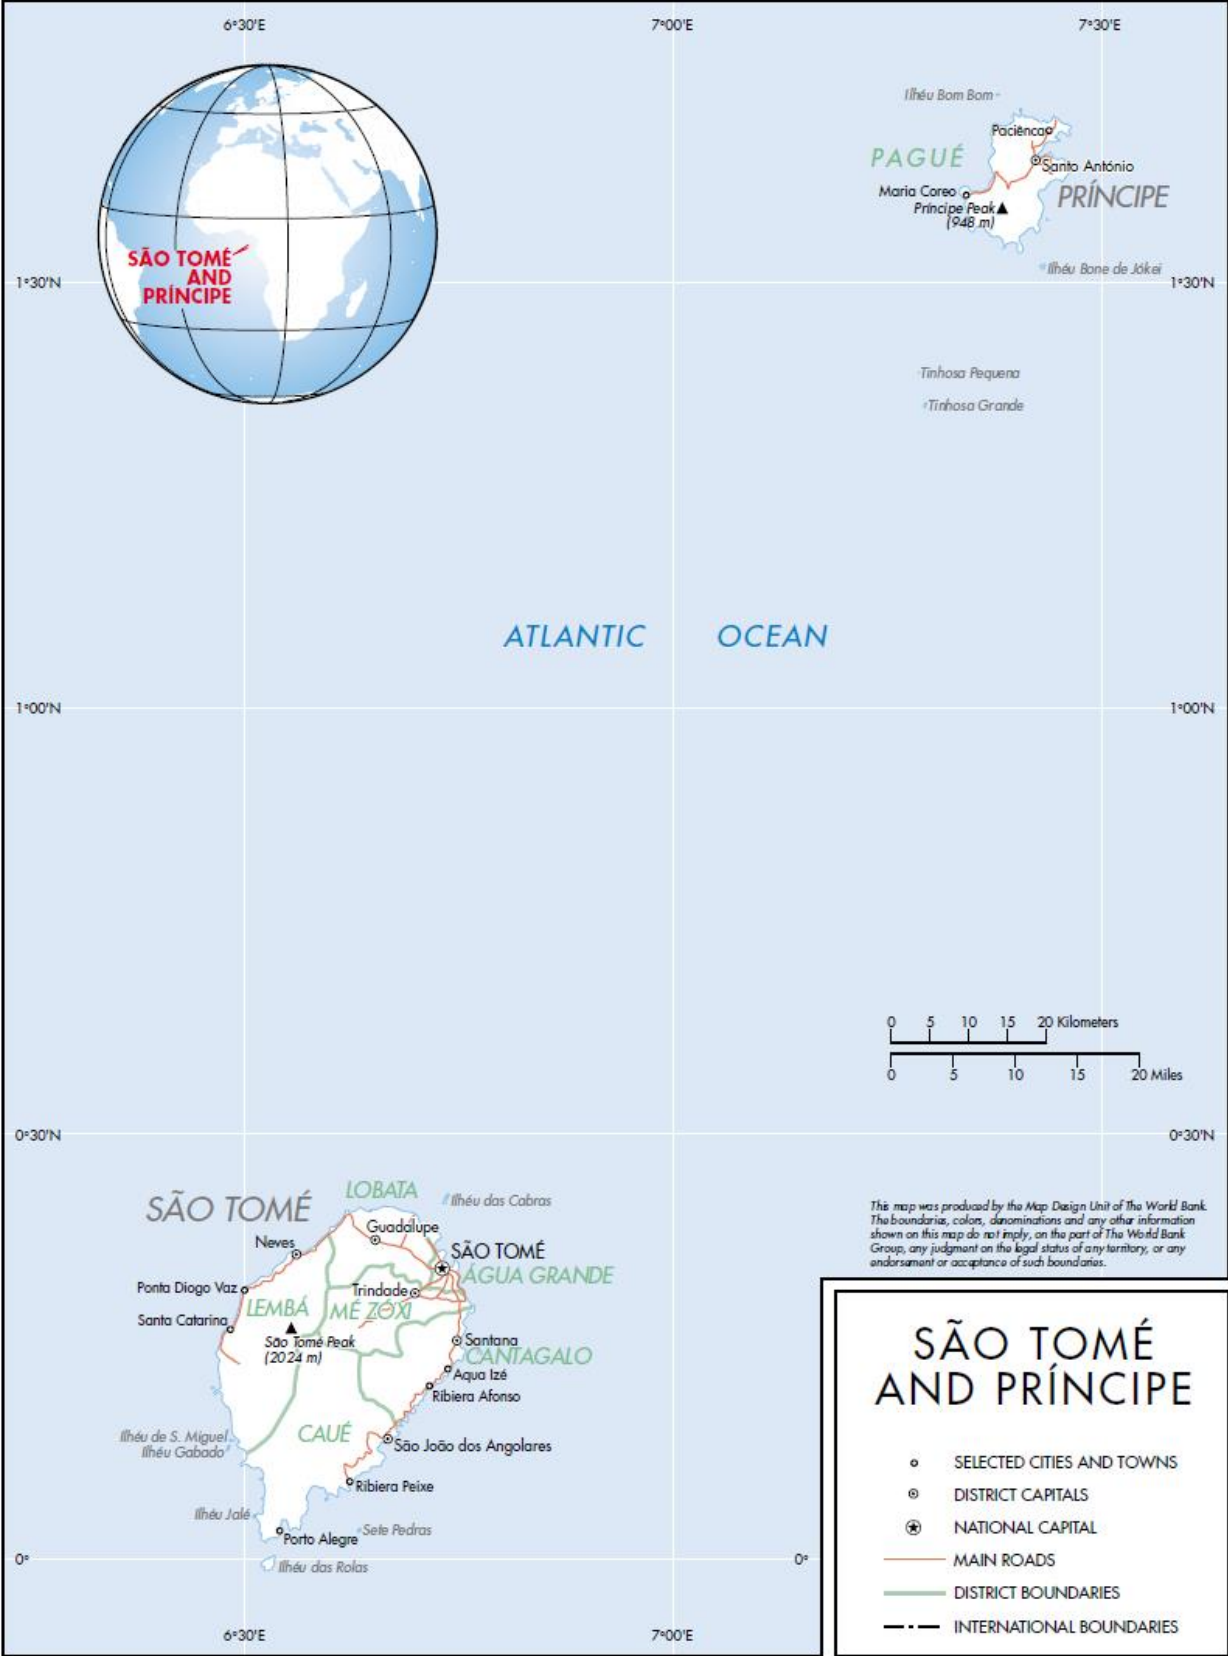 6°30'E
7°00'E
7°30'E
Ilhéu Bom Bom
Paciênca
PAGUÉ
Santo António
Maria Coreo
PRÍNCIPE
Príncipe Peak
(948 m)
SÃO TOMÉ
AND
PRÍNCIPE
Ilhéu Bone de Jókei
1°30'N
1°30'N
Tinhosa Pequena
Tinhosa Grande
ATLANTIC OCEAN
1°00'N
1°00'N
0 5 10 15 20 Kilometers
0 5 10 15 20 Miles
0°30'N
0°30'N
SÃO TOMÉ
LOBATA
Ilhéu das Cabras
Guadalupe
Neves
SÃO TOMÉ
ÁGUA GRANDE
Ponta Diogo Vaz
Trindade
LEMBÁ
MÉ ZÓXI
Santa Catarina
São Tomé Peak
(2024 m)
Santana
CANTAGALO
Aqua Izé
Ribiera Afonso
CAUÉ
Ilhéu de S. Miguel
Ilhéu Gabado
São João dos Angolares
Ribiera Peixe
Ilhéu Jalé
Sete Pedras
Porto Alegre
Ilhéu das Rolas
0°
0°
6°30'E
7°00'E
This map was produced by the Map Design Unit of The World Bank.
The boundaries, colors, denominations and any other information
shown on this map do not imply, on the part of The World Bank
Group, any judgment on the legal status of any territory, or any
endorsement or acceptance of such boundaries.
SÃO TOMÉ
AND PRÍNCIPE
SELECTED CITIES AND TOWNS
DISTRICT CAPITALS
NATIONAL CAPITAL
MAIN ROADS
DISTRICT BOUNDARIES
INTERNATIONAL BOUNDARIES